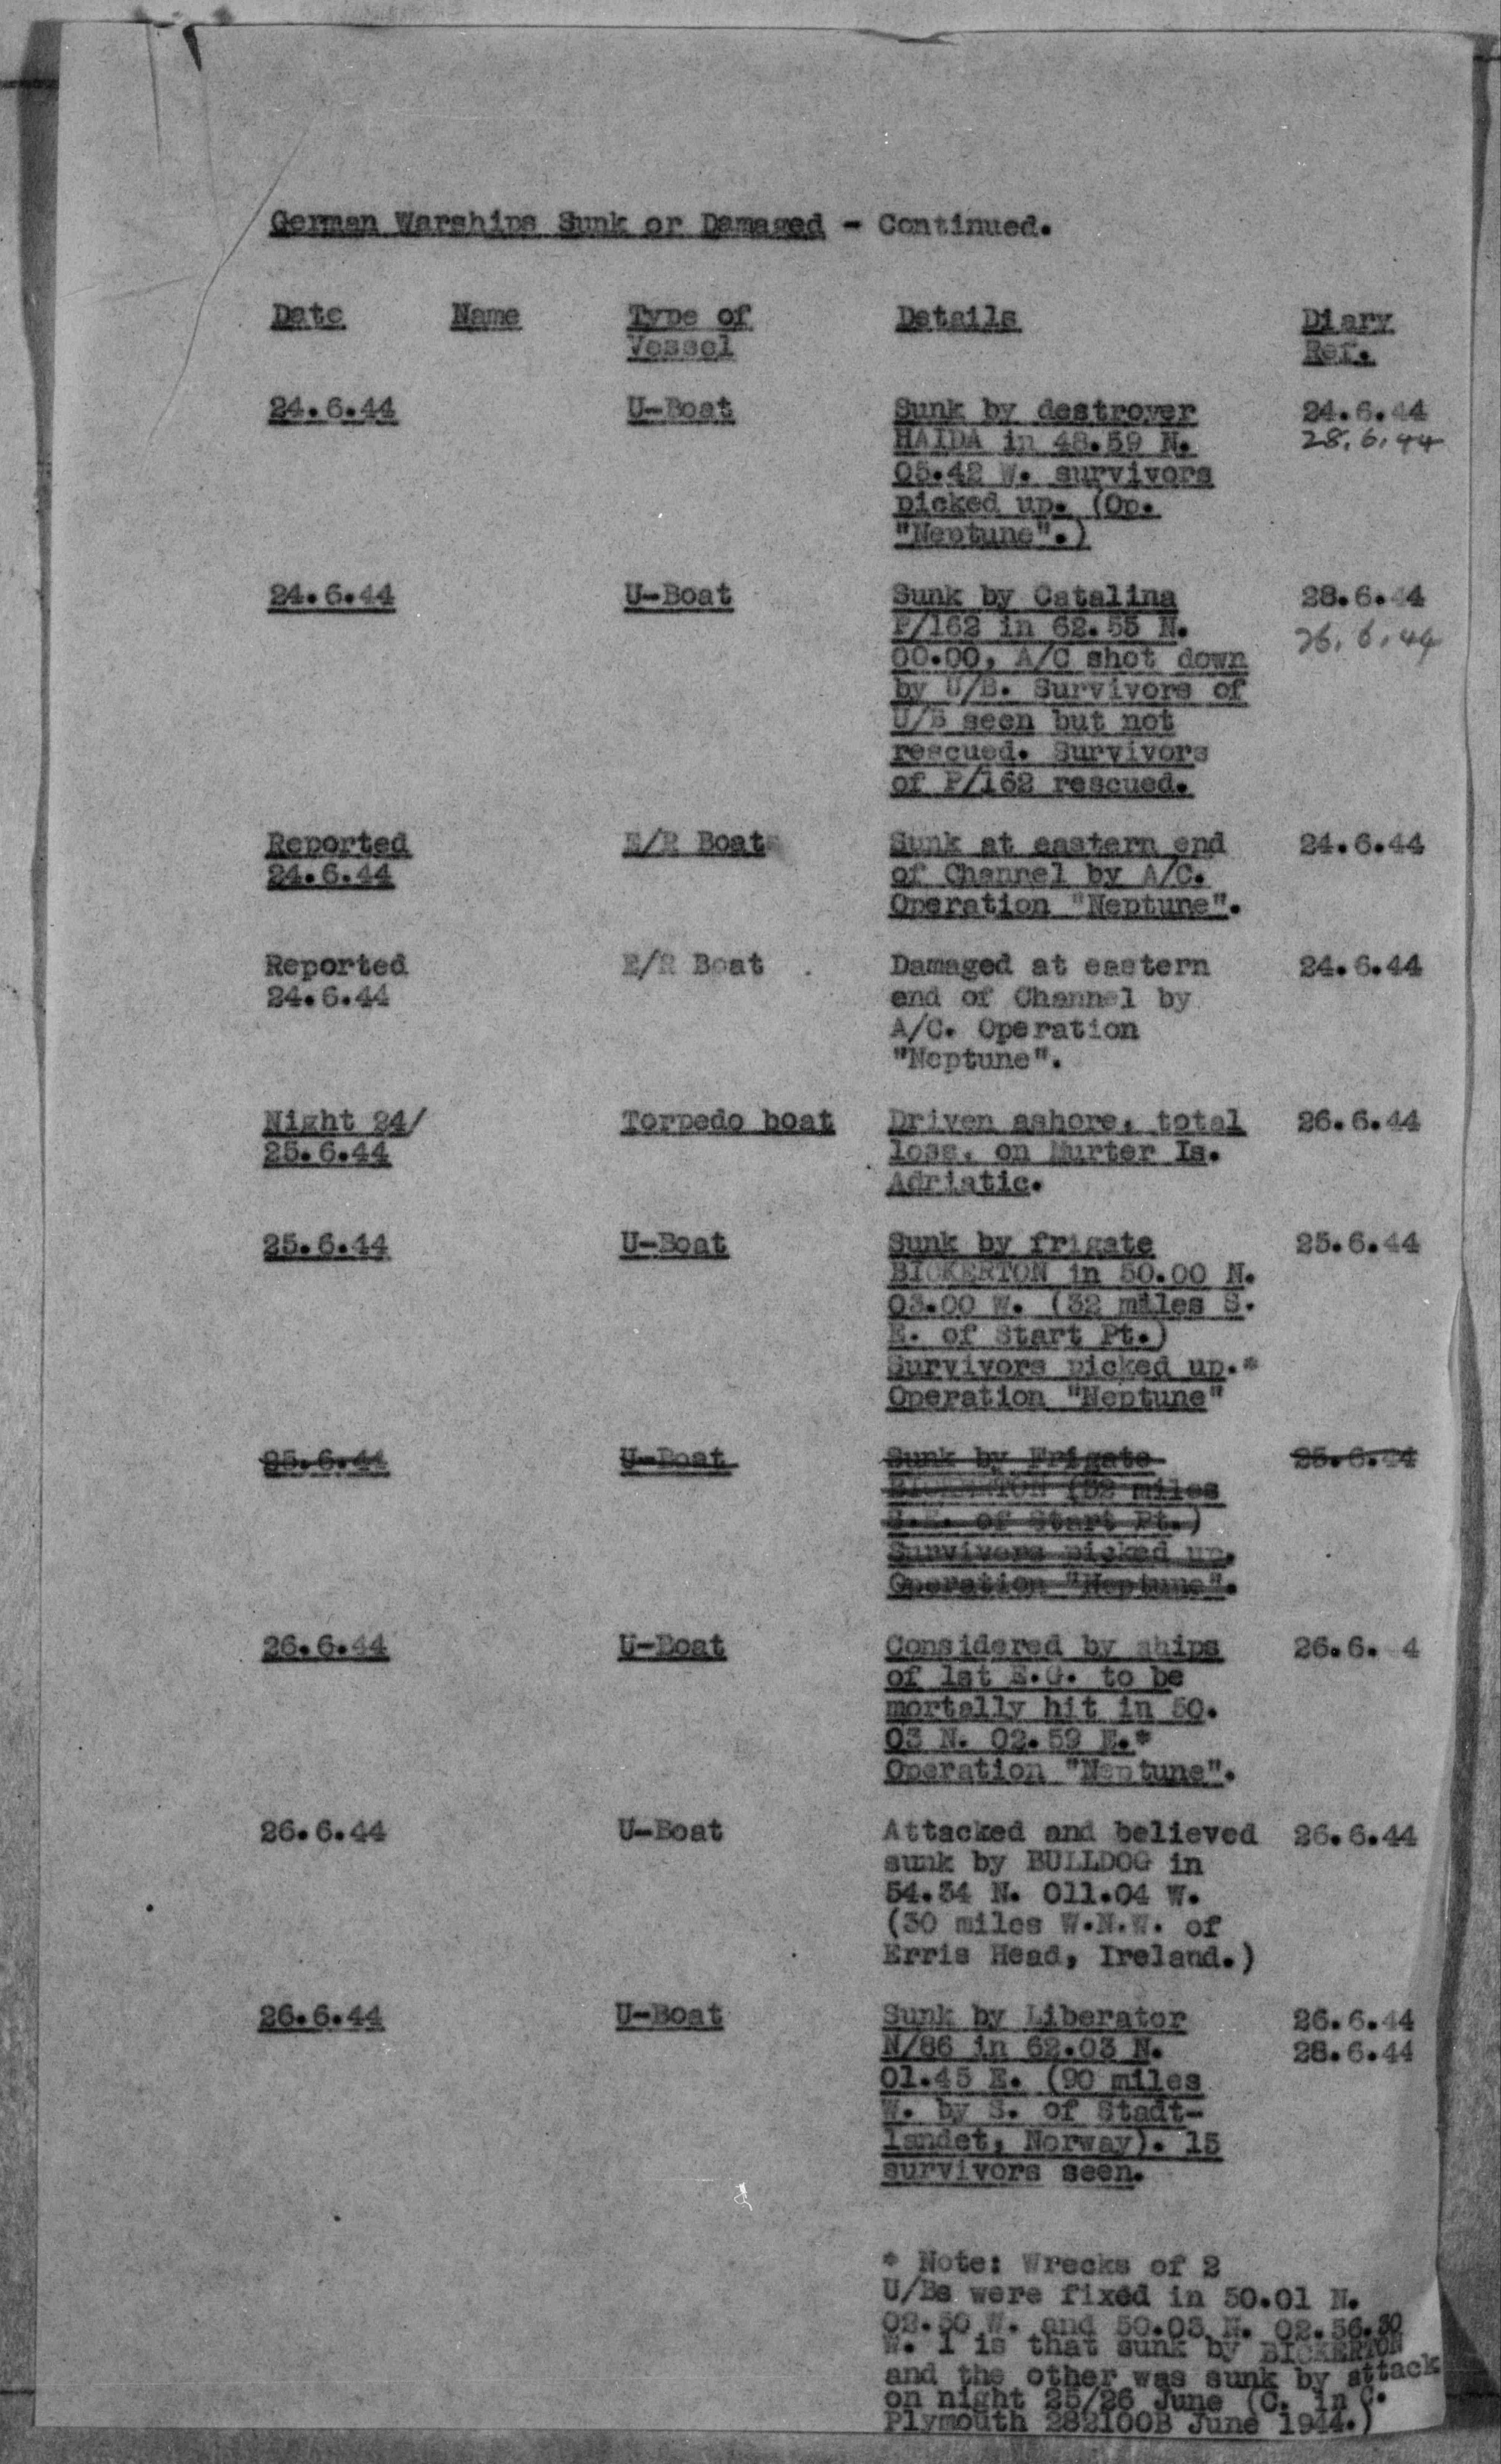 German Warships Sunk or Damaged - Continued.
Date Name Type of Details Diary
Vessel Ref.
24.6.44 U-Boat Sunk by destroyer 24.6.44
HAIDA in 48.59 N. 28.6.44
05.42 W. survivors
picked up. (Op.
"Neptune".)
24.6.44 U-Boat Sunk by Catalina 28.6.44
P/162 in 62.55 N. 26.6.44
00.00, A/C shot down
by U/B. Survivors of
U/B seen but not
rescued. Survivors
of P/162 rescued.
Reported E/R Boat Sunk at eastern end 24.6.44
24.6.44 of Channel by A/C.
Operation "Neptune".
Reported E/R Boat Damaged at eastern 24.6.44
24.6.44 end of Channel by
A/C. Operation
"Neptune".
Night 24/ Torpedo boat Driven ashore, total 26.6.44
25.6.44 loss, on Murter Is.
Adriatic.
25.6.44 U-Boat Sunk by frigate 25.6.44
BICKERTON in 50.00 N.
03.00 W. (32 miles S.
E. of Start Pt.)
Survivors picked up.*
Operation "Neptune"
25.6.44 U-Boat Sunk by Frigate 25.6.44
BICKERTON (32 miles
S.E. of Start Pt.)
Survivors picked up.
Operation "Neptune".
26.6.44 U-Boat Considered by ships 26.6. 4
of 1st E.G. to be
mortally hit in 50.
03 N. 02.59 E.*
Operation "Neptune".
26.6.44 U-Boat Attacked and believed 26.6.44
sunk by BULLDOG in
54.34 N. 011.04 W.
(30 miles W.N.W. of
Erris Head, Ireland.)
26.6.44 U-Boat Sunk by Liberator 26.6.44
N/86 in 62.03 N. 28.6.44
01.45 E. (90 miles
W. by S. of Stadt-
landet, Norway). 15
survivors seen.
* Note: Wrecks of 2
U/Bs were fixed in 50.01 N.
02.50 W. and 50.03 N. 02.56.30
W. 1 is that sunk by BICKERTON
and the other was sunk by attack
on night 25/26 June (C. in C.
Plymouth 282100B June 1944.)